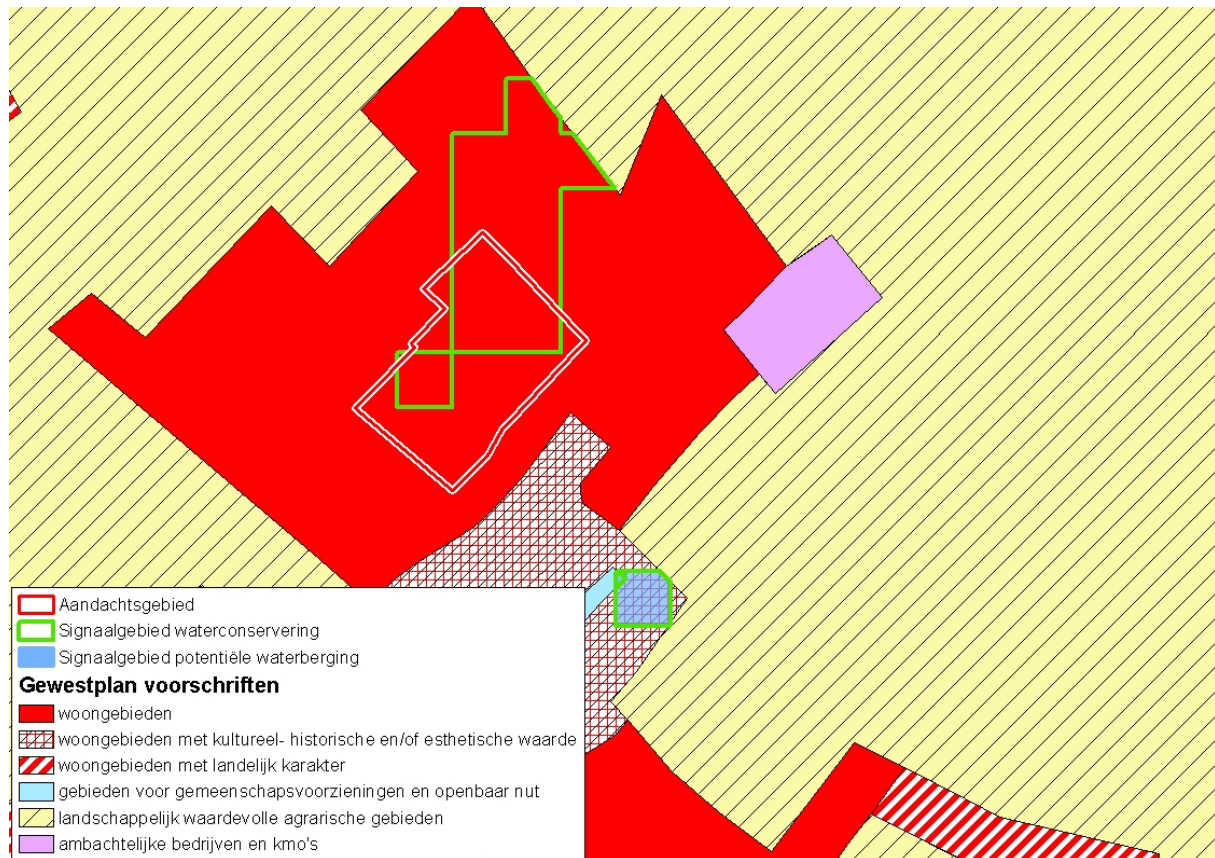 Aandachtsgebied
Signaalgebied waterconservering
Signaalgebied potentiële waterberging
Gewestplan voorschriften
woongebieden
woongebieden met kultureel- historische en/of esthetische waarde
woongebieden met landelijk karakter
gebieden voor gemeenschapsvoorzieningen en openbaar nut
landschappelijk waardevolle agrarische gebieden
ambachtelijke bedrijven en kmo's